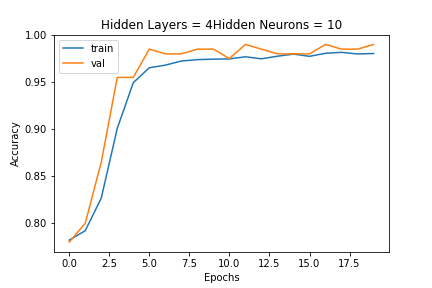 Hidden Layers = 4Hidden Neurons = 10
train
val
1.00
0.95
0.90
0.85
0.80
Accuracy
0.0 2.5 5.0 7.5 10.0 12.5 15.0 17.5
Epochs